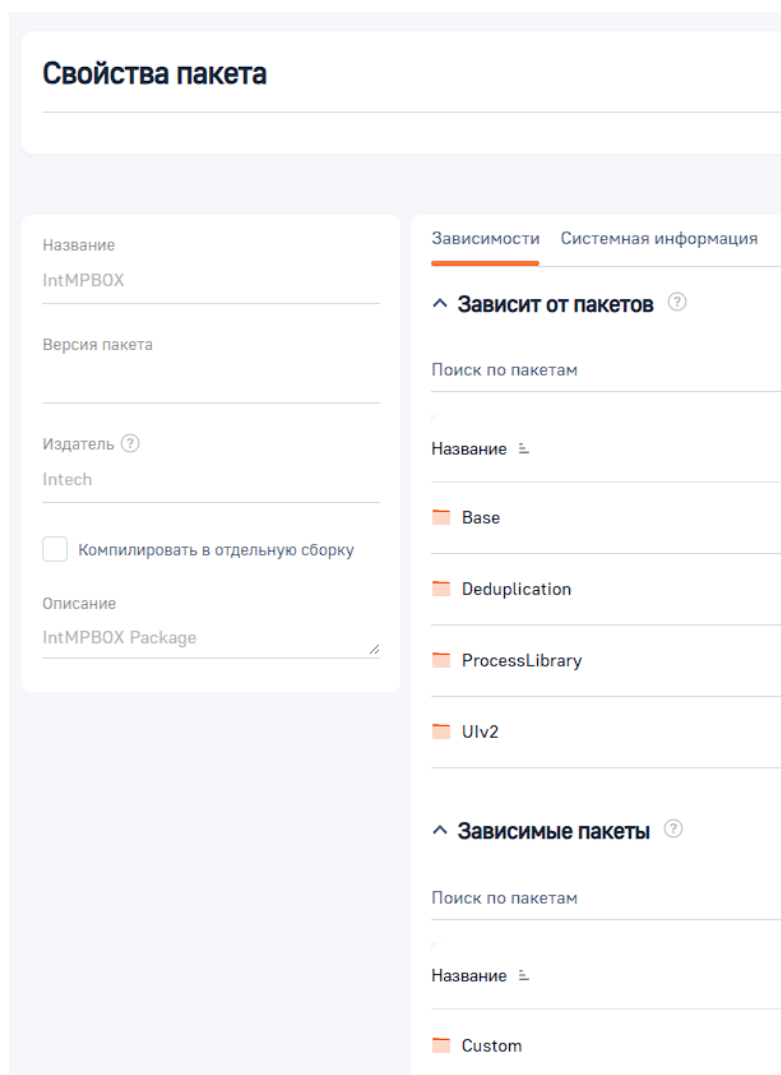 Свойства пакета
Название
IntMPBOX
Версия пакета
Издатель ?
Intech
Компилировать в отдельную сборку
Описание
IntMPBOX Package
Зависимости Системная информация
Зависит от пакетов ?
Поиск по пакетам
Название
Base
Deduplication
ProcessLibrary
UIv2
Зависимые пакеты ?
Поиск по пакетам
Название
Custom